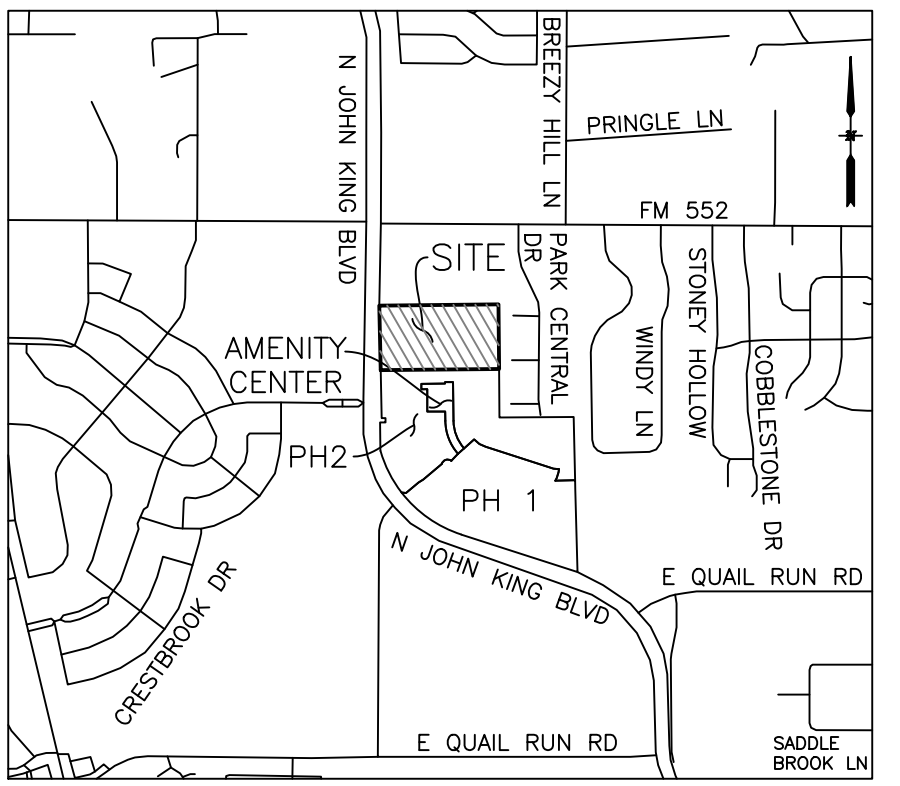 N JOHN KING BLVD
BREEZY HILL LN
PRINGLE LN
FM 552
SITE
PARK CENTRAL
DR
WINDY LN
STONEY HOLLOW
COBBLESTONE DR
AMENITY
CENTER
PH2
PH 1
N JOHN KING BLVD
E QUAIL RUN RD
CRESTBROOK DR
E QUAIL RUN RD
SADDLE
BROOK LN